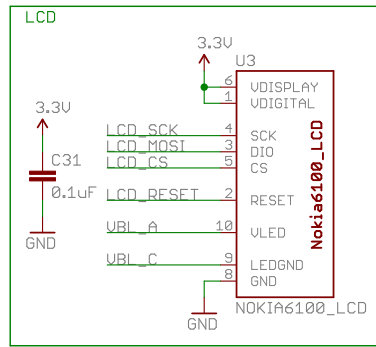 LCD
3.3V
U3
6 VDISPLAY
1 VDIGITAL
3.3V
LCD_SCK 4 SCK
LCD_MOSI 3 DIO
LCD_CS 5 CS
C31
0.1uF
LCD_RESET 2 RESET
VBL_A 10 VLED
GND
VBL_C 9 LEDGND
8 GND
Nokia6100_LCD
GND
NOKIA6100_LCD